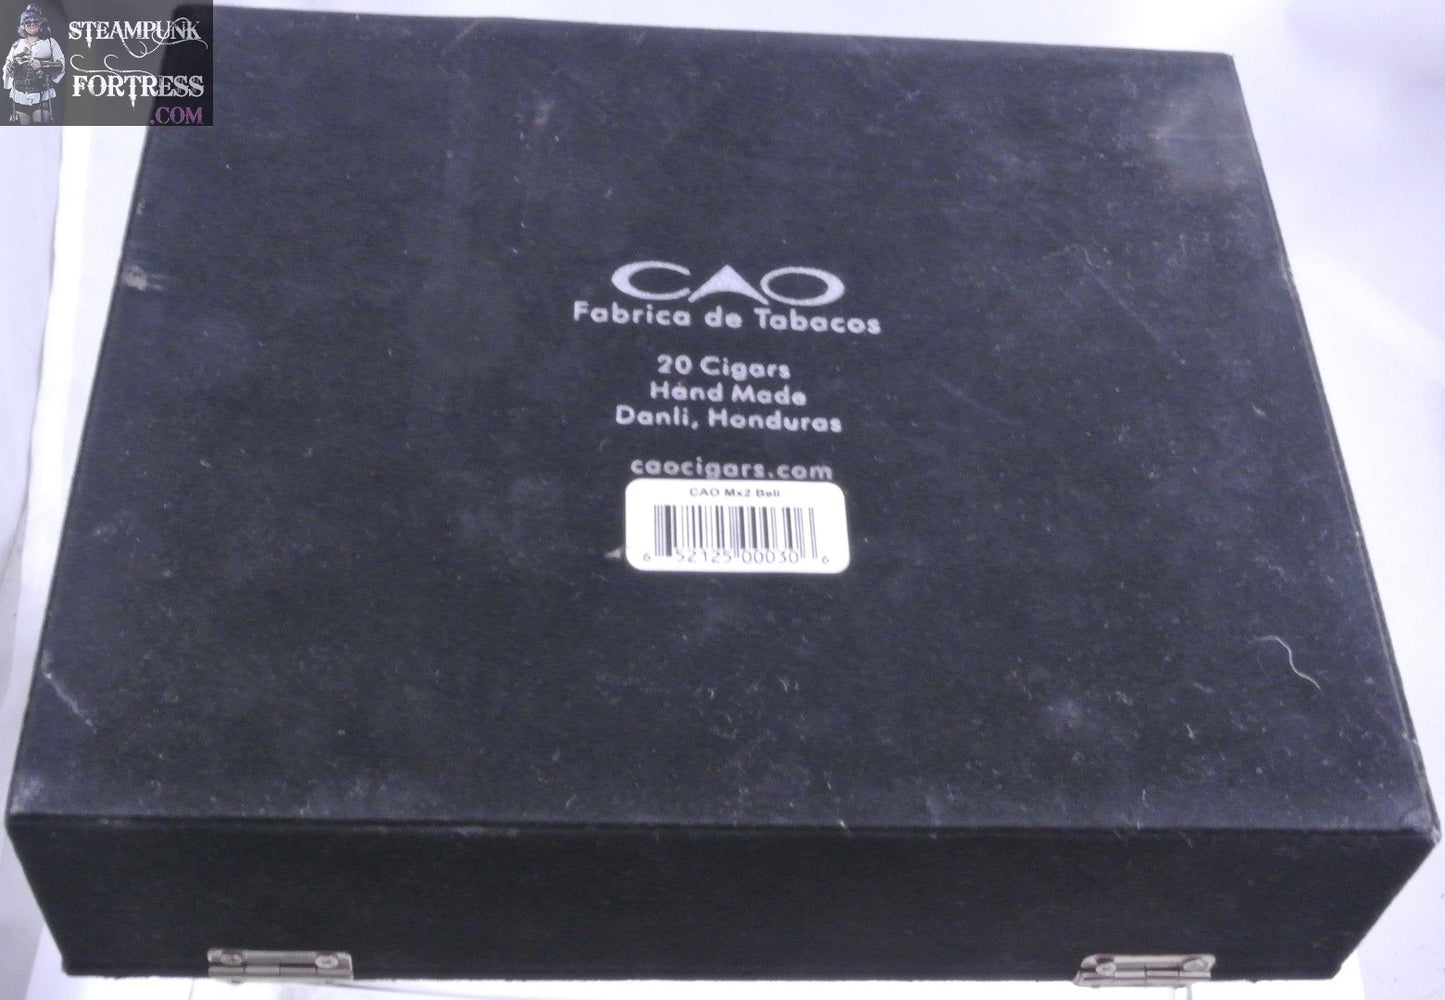 STEAMPUNK
FORTRESS
.COM
CAO
Fabrica de Tabacos
20 Cigars
Hand Made
Danli, Honduras
caocigars.com
CAO Mx2 Beli
6 52125 00030 6